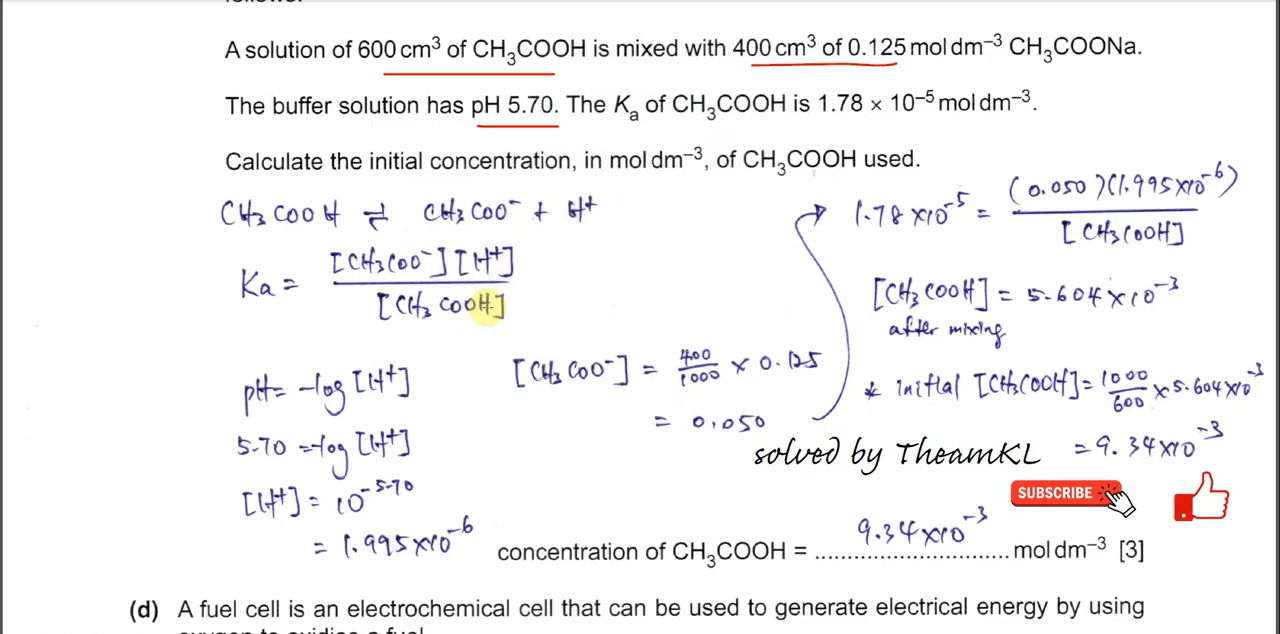 A solution of 600 cm³ of CH₃COOH is mixed with 400 cm³ of 0.125 mol dm⁻³ CH₃COONa.
The buffer solution has pH 5.70. The Kₐ of CH₃COOH is 1.78 × 10⁻⁵ mol dm⁻³.
Calculate the initial concentration, in mol dm⁻³, of CH₃COOH used.
CH₃COOH ⇌ CH₃COO⁻ + H⁺
Ka = [CH₃COO⁻][H⁺] / [CH₃COOH]
pH = -log [H⁺]
5.70 = -log [H⁺]
[H⁺] = 10⁻⁵·⁷⁰
= 1.995×10⁻⁶
[CH₃COO⁻] = 400/1000 × 0.125
= 0.050
1.78×10⁻⁵ = (0.050)(1.995×10⁻⁶) / [CH₃COOH]
[CH₃COOH] = 5.604×10⁻³
after mixing
* initial [CH₃COOH] = 1000/600 × 5.604×10⁻³
= 9.34×10⁻³
solved by TheamKL
SUBSCRIBE
concentration of CH₃COOH = 9.34×10⁻³ mol dm⁻³ [3]
(d) A fuel cell is an electrochemical cell that can be used to generate electrical energy by using